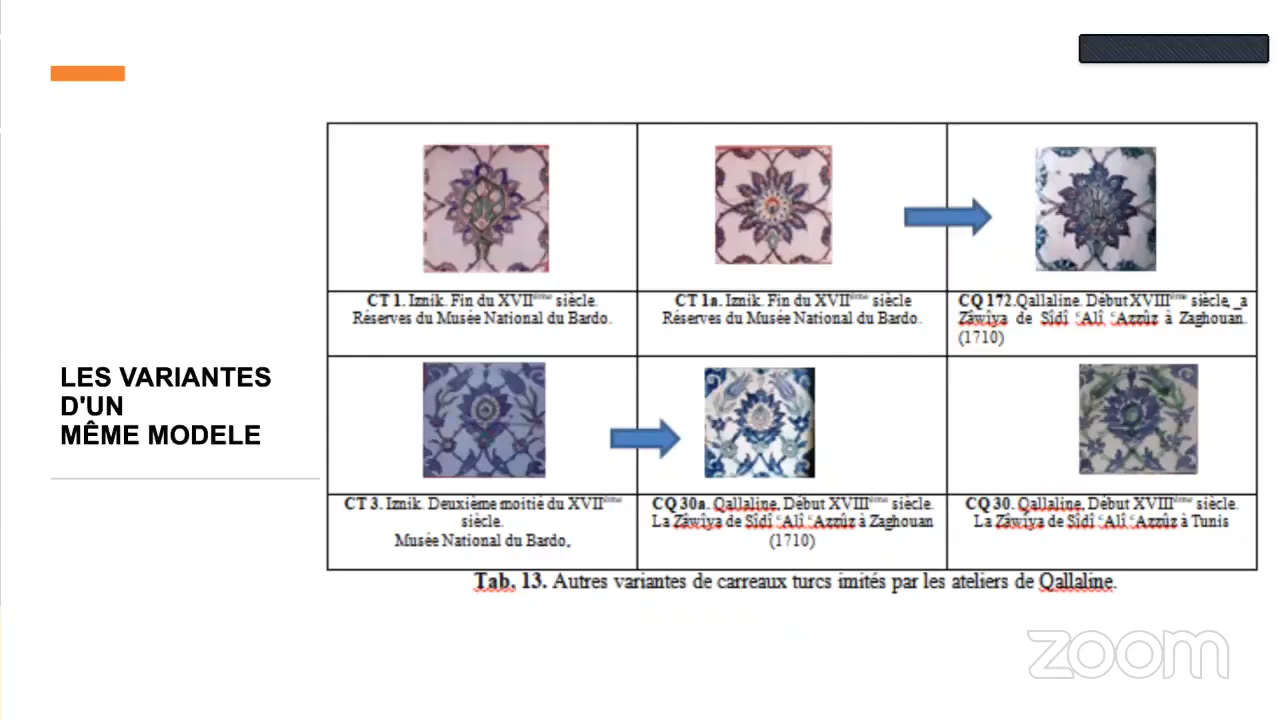 LES VARIANTES
D'UN
MÊME MODELE
CT 1. Iznik. Fin du XVIIème siècle.
Réserves du Musée National du Bardo.
CT 1a. Iznik. Fin du XVIIème siècle
Réserves du Musée National du Bardo.
CQ 172.Qallaline. Début XVIIIème siècle, a
Zâwîya de Sîdî ʿAlî ʿAzzûz à Zaghouan.
(1710)
CT 3. Iznik. Deuxième moitié du XVIIème
siècle.
Musée National du Bardo,
CQ 30a. Qallaline, Début XVIIIème siècle.
La Zâwîya de Sîdî ʿAlî ʿAzzûz à Zaghouan
(1710)
CQ 30. Qallaline, Début XVIIIème siècle.
La Zâwîya de Sîdî ʿAlî ʿAzzûz à Tunis
Tab. 13. Autres variantes de carreaux turcs imités par les ateliers de Qallaline.
zoom